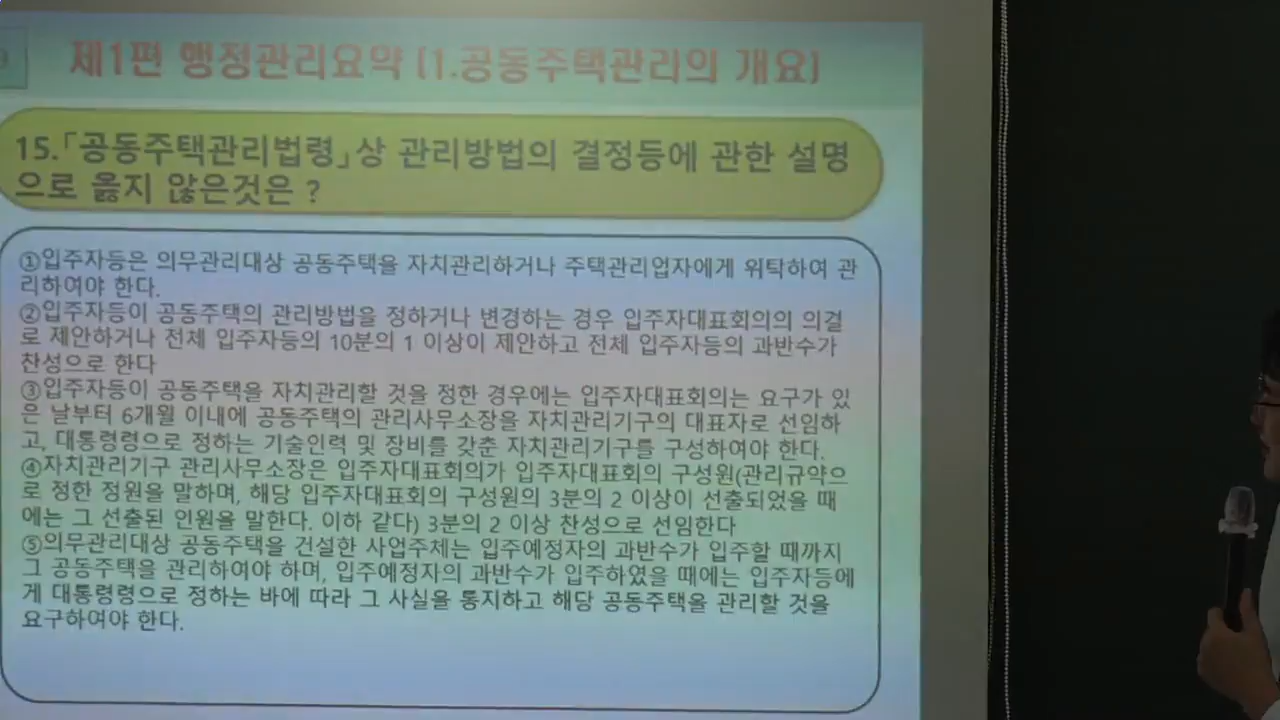 9
제1편 행정관리요약 (1.공동주택관리의 개요)
15.「공동주택관리법령」상 관리방법의 결정등에 관한 설명
으로 옳지 않은것은 ?
①입주자등은 의무관리대상 공동주택을 자치관리하거나 주택관리업자에게 위탁하여 관
리하여야 한다.
②입주자등이 공동주택의 관리방법을 정하거나 변경하는 경우 입주자대표회의의 의결
로 제안하거나 전체 입주자등의 10분의 1 이상이 제안하고 전체 입주자등의 과반수가
찬성으로 한다
③입주자등이 공동주택을 자치관리할 것을 정한 경우에는 입주자대표회의는 요구가 있
은 날부터 6개월 이내에 공동주택의 관리사무소장을 자치관리기구의 대표자로 선임하
고, 대통령령으로 정하는 기술인력 및 장비를 갖춘 자치관리기구를 구성하여야 한다.
④자치관리기구 관리사무소장은 입주자대표회의가 입주자대표회의 구성원(관리규약으
로 정한 정원을 말하며, 해당 입주자대표회의 구성원의 3분의 2 이상이 선출되었을 때
에는 그 선출된 인원을 말한다. 이하 같다) 3분의 2 이상 찬성으로 선임한다
⑤의무관리대상 공동주택을 건설한 사업주체는 입주예정자의 과반수가 입주할 때까지
그 공동주택을 관리하여야 하며, 입주예정자의 과반수가 입주하였을 때에는 입주자등에
게 대통령령으로 정하는 바에 따라 그 사실을 통지하고 해당 공동주택을 관리할 것을
요구하여야 한다.